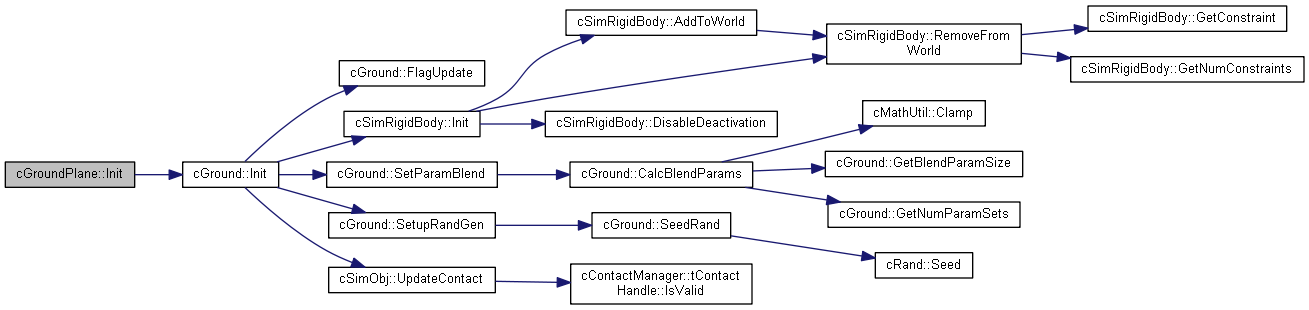 cGroundPlane::Init
cGround::Init
cGround::FlagUpdate
cSimRigidBody::Init
cGround::SetParamBlend
cGround::SetupRandGen
cSimObj::UpdateContact
cSimRigidBody::AddToWorld
cSimRigidBody::DisableDeactivation
cGround::CalcBlendParams
cGround::SeedRand
cContactManager::tContact
Handle::IsValid
cSimRigidBody::RemoveFrom
World
cMathUtil::Clamp
cGround::GetBlendParamSize
cGround::GetNumParamSets
cRand::Seed
cSimRigidBody::GetConstraint
cSimRigidBody::GetNumConstraints